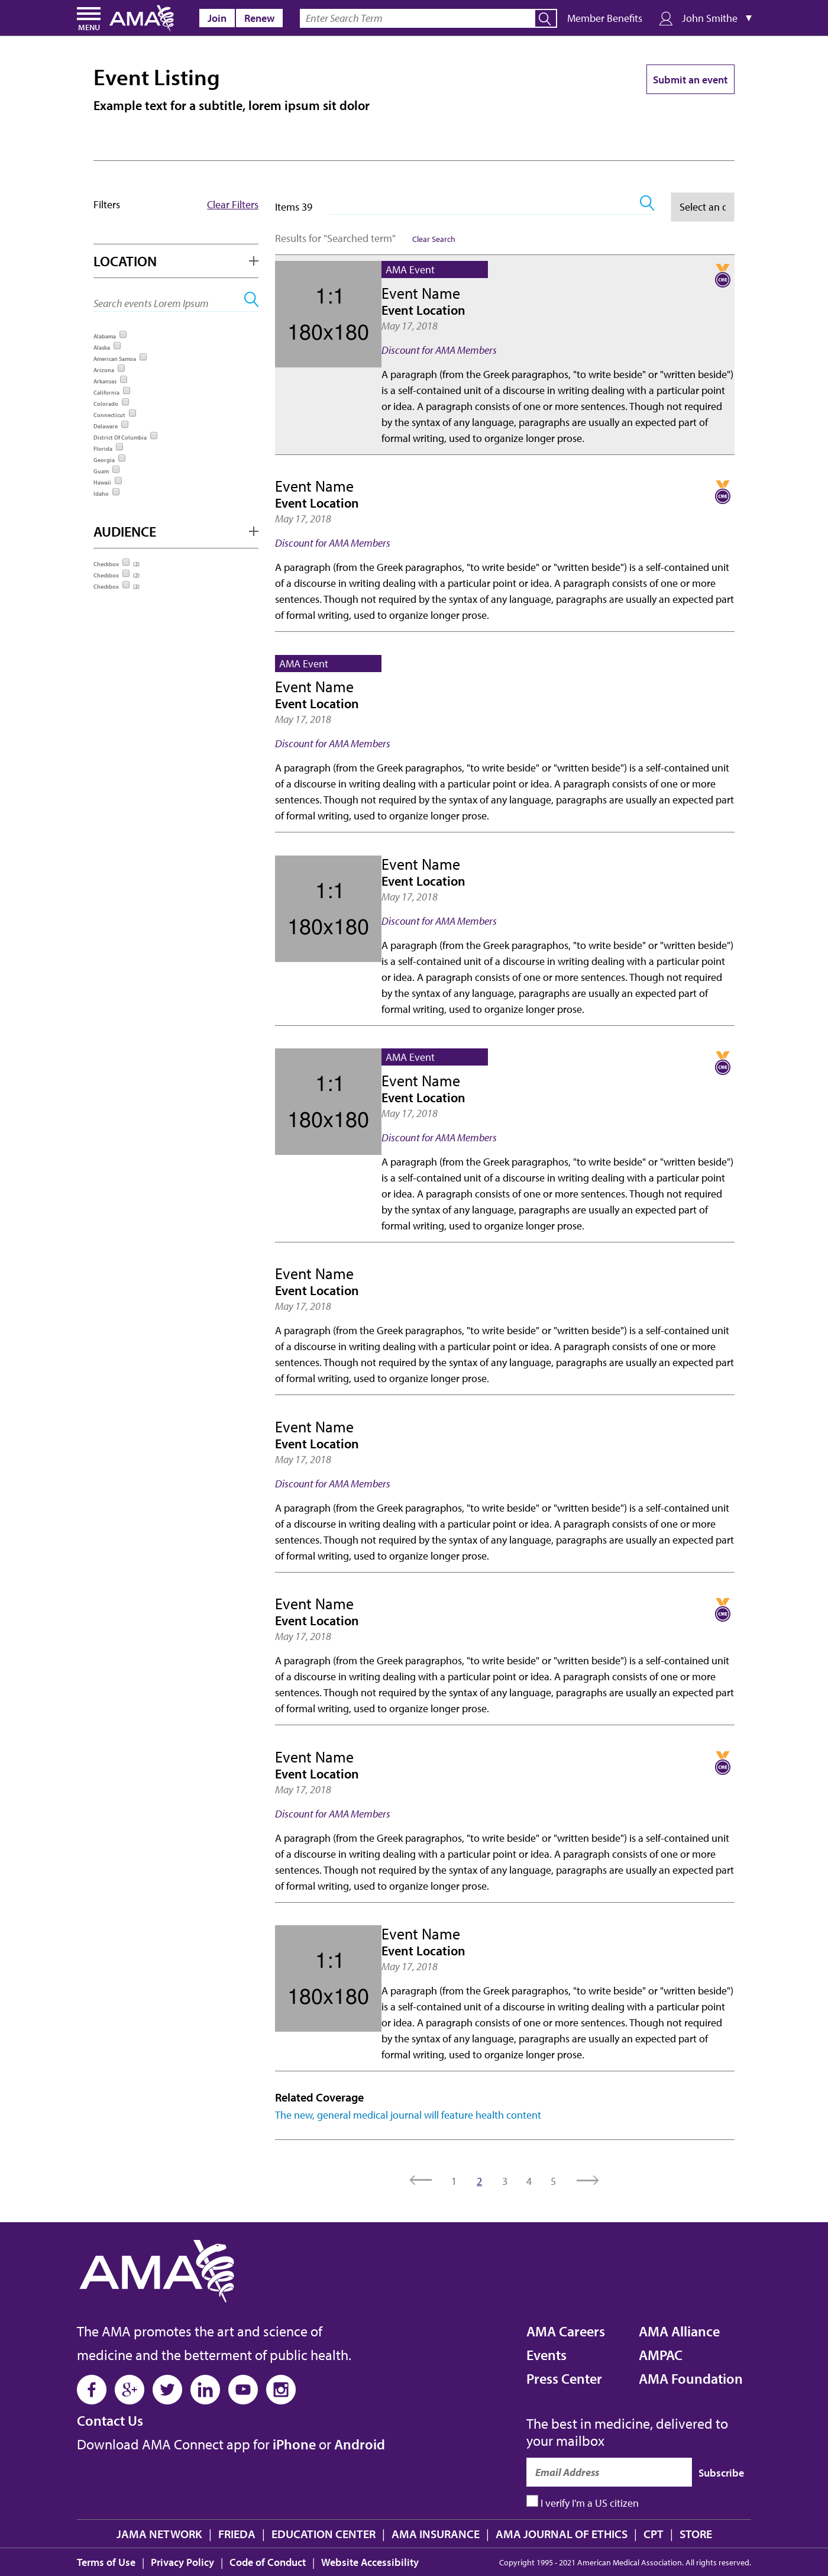 MENU
AMA
Join
Renew
Enter Search Term
Member Benefits
John Smithe ▼
Event Listing
Submit an event
Example text for a subtitle, lorem ipsum sit dolor
Filters
Clear Filters
LOCATION
Search events Lorem Ipsum
Alabama
Alaska
American Samoa
Arizona
Arkansas
California
Colorado
Connecticut
Delaware
District Of Columbia
Florida
Georgia
Guam
Hawaii
Idaho
AUDIENCE
Checkbox (2)
Checkbox (2)
Checkbox (2)
Items 39
Select an o
Results for "Searched term"
Clear Search
1:1
180x180
AMA Event
CME
Event Name
Event Location
May 17, 2018
Discount for AMA Members
A paragraph (from the Greek paragraphos, "to write beside" or "written beside")
is a self-contained unit of a discourse in writing dealing with a particular point
or idea. A paragraph consists of one or more sentences. Though not required
by the syntax of any language, paragraphs are usually an expected part of
formal writing, used to organize longer prose.
Event Name
CME
Event Location
May 17, 2018
Discount for AMA Members
A paragraph (from the Greek paragraphos, "to write beside" or "written beside") is a self-contained unit
of a discourse in writing dealing with a particular point or idea. A paragraph consists of one or more
sentences. Though not required by the syntax of any language, paragraphs are usually an expected part
of formal writing, used to organize longer prose.
AMA Event
Event Name
Event Location
May 17, 2018
Discount for AMA Members
A paragraph (from the Greek paragraphos, "to write beside" or "written beside") is a self-contained unit
of a discourse in writing dealing with a particular point or idea. A paragraph consists of one or more
sentences. Though not required by the syntax of any language, paragraphs are usually an expected part
of formal writing, used to organize longer prose.
1:1
180x180
Event Name
Event Location
May 17, 2018
Discount for AMA Members
A paragraph (from the Greek paragraphos, "to write beside" or "written beside")
is a self-contained unit of a discourse in writing dealing with a particular point
or idea. A paragraph consists of one or more sentences. Though not required
by the syntax of any language, paragraphs are usually an expected part of
formal writing, used to organize longer prose.
1:1
180x180
AMA Event
CME
Event Name
Event Location
May 17, 2018
Discount for AMA Members
A paragraph (from the Greek paragraphos, "to write beside" or "written beside")
is a self-contained unit of a discourse in writing dealing with a particular point
or idea. A paragraph consists of one or more sentences. Though not required
by the syntax of any language, paragraphs are usually an expected part of
formal writing, used to organize longer prose.
Event Name
Event Location
May 17, 2018
A paragraph (from the Greek paragraphos, "to write beside" or "written beside") is a self-contained unit
of a discourse in writing dealing with a particular point or idea. A paragraph consists of one or more
sentences. Though not required by the syntax of any language, paragraphs are usually an expected part
of formal writing, used to organize longer prose.
Event Name
Event Location
May 17, 2018
Discount for AMA Members
A paragraph (from the Greek paragraphos, "to write beside" or "written beside") is a self-contained unit
of a discourse in writing dealing with a particular point or idea. A paragraph consists of one or more
sentences. Though not required by the syntax of any language, paragraphs are usually an expected part
of formal writing, used to organize longer prose.
Event Name
CME
Event Location
May 17, 2018
A paragraph (from the Greek paragraphos, "to write beside" or "written beside") is a self-contained unit
of a discourse in writing dealing with a particular point or idea. A paragraph consists of one or more
sentences. Though not required by the syntax of any language, paragraphs are usually an expected part
of formal writing, used to organize longer prose.
Event Name
CME
Event Location
May 17, 2018
Discount for AMA Members
A paragraph (from the Greek paragraphos, "to write beside" or "written beside") is a self-contained unit
of a discourse in writing dealing with a particular point or idea. A paragraph consists of one or more
sentences. Though not required by the syntax of any language, paragraphs are usually an expected part
of formal writing, used to organize longer prose.
1:1
180x180
Event Name
Event Location
May 17, 2018
A paragraph (from the Greek paragraphos, "to write beside" or "written beside")
is a self-contained unit of a discourse in writing dealing with a particular point
or idea. A paragraph consists of one or more sentences. Though not required
by the syntax of any language, paragraphs are usually an expected part of
formal writing, used to organize longer prose.
Related Coverage
The new, general medical journal will feature health content
1 2 3 4 5
AMA
The AMA promotes the art and science of
medicine and the betterment of public health.
f g+ in
Contact Us
Download AMA Connect app for iPhone or Android
AMA Careers
AMA Alliance
Events
AMPAC
Press Center
AMA Foundation
The best in medicine, delivered to
your mailbox
Email Address
Subscribe
I verify I'm a US citizen
JAMA NETWORK | FRIEDA | EDUCATION CENTER | AMA INSURANCE | AMA JOURNAL OF ETHICS | CPT | STORE
Terms of Use | Privacy Policy | Code of Conduct | Website Accessibility
Copyright 1995 - 2021 American Medical Association. All rights reserved.